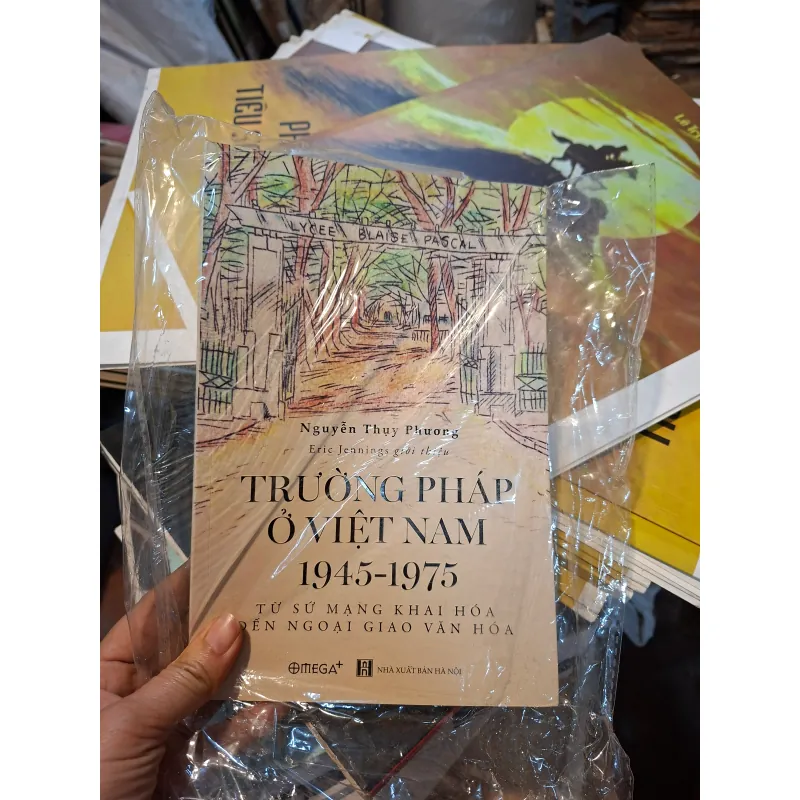 LYCEE BLAISE PASCAL
Nguyễn Thụy Phương
Eric Jennings giới thiệu
TRƯỜNG PHÁP
Ở VIỆT NAM
1945-1975
TỪ SỨ MẠNG KHAI HÓA
ĐẾN NGOẠI GIAO VĂN HÓA
OMEGA+
NHÀ XUẤT BẢN HÀ NỘI